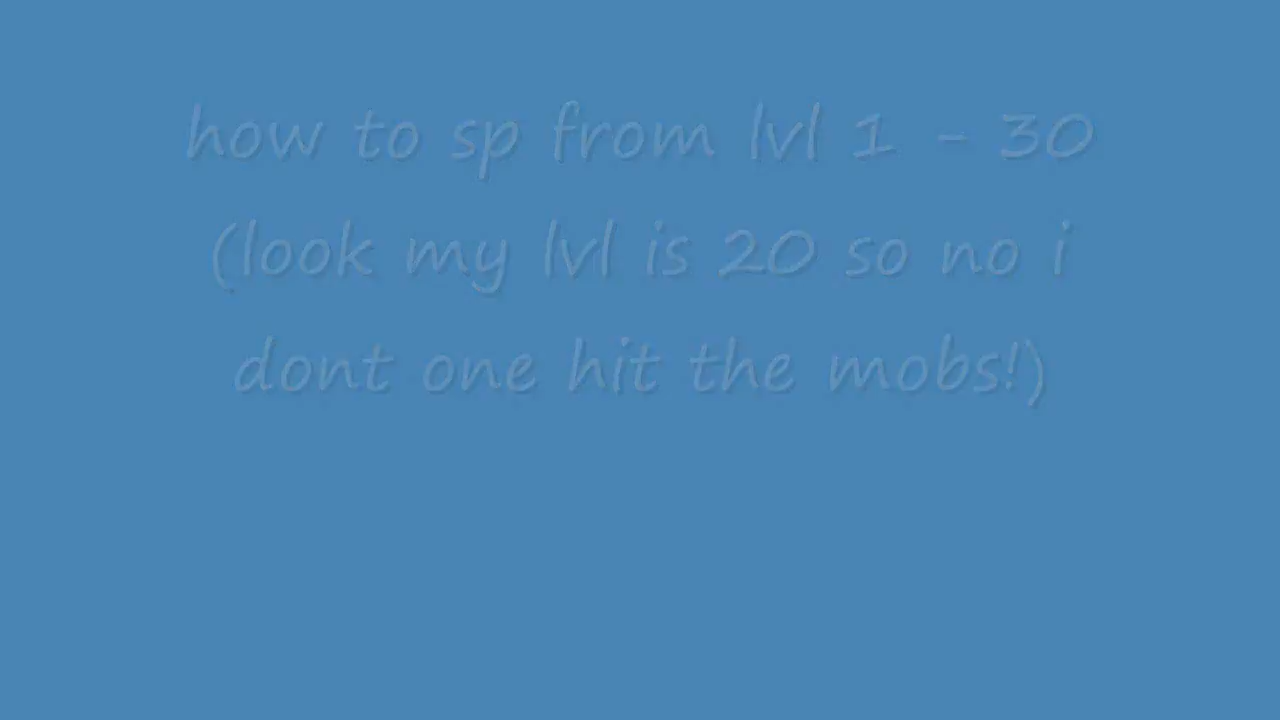 how to sp from lvl 1 - 30
(look my lvl is 20 so no i
dont one hit the mobs!)